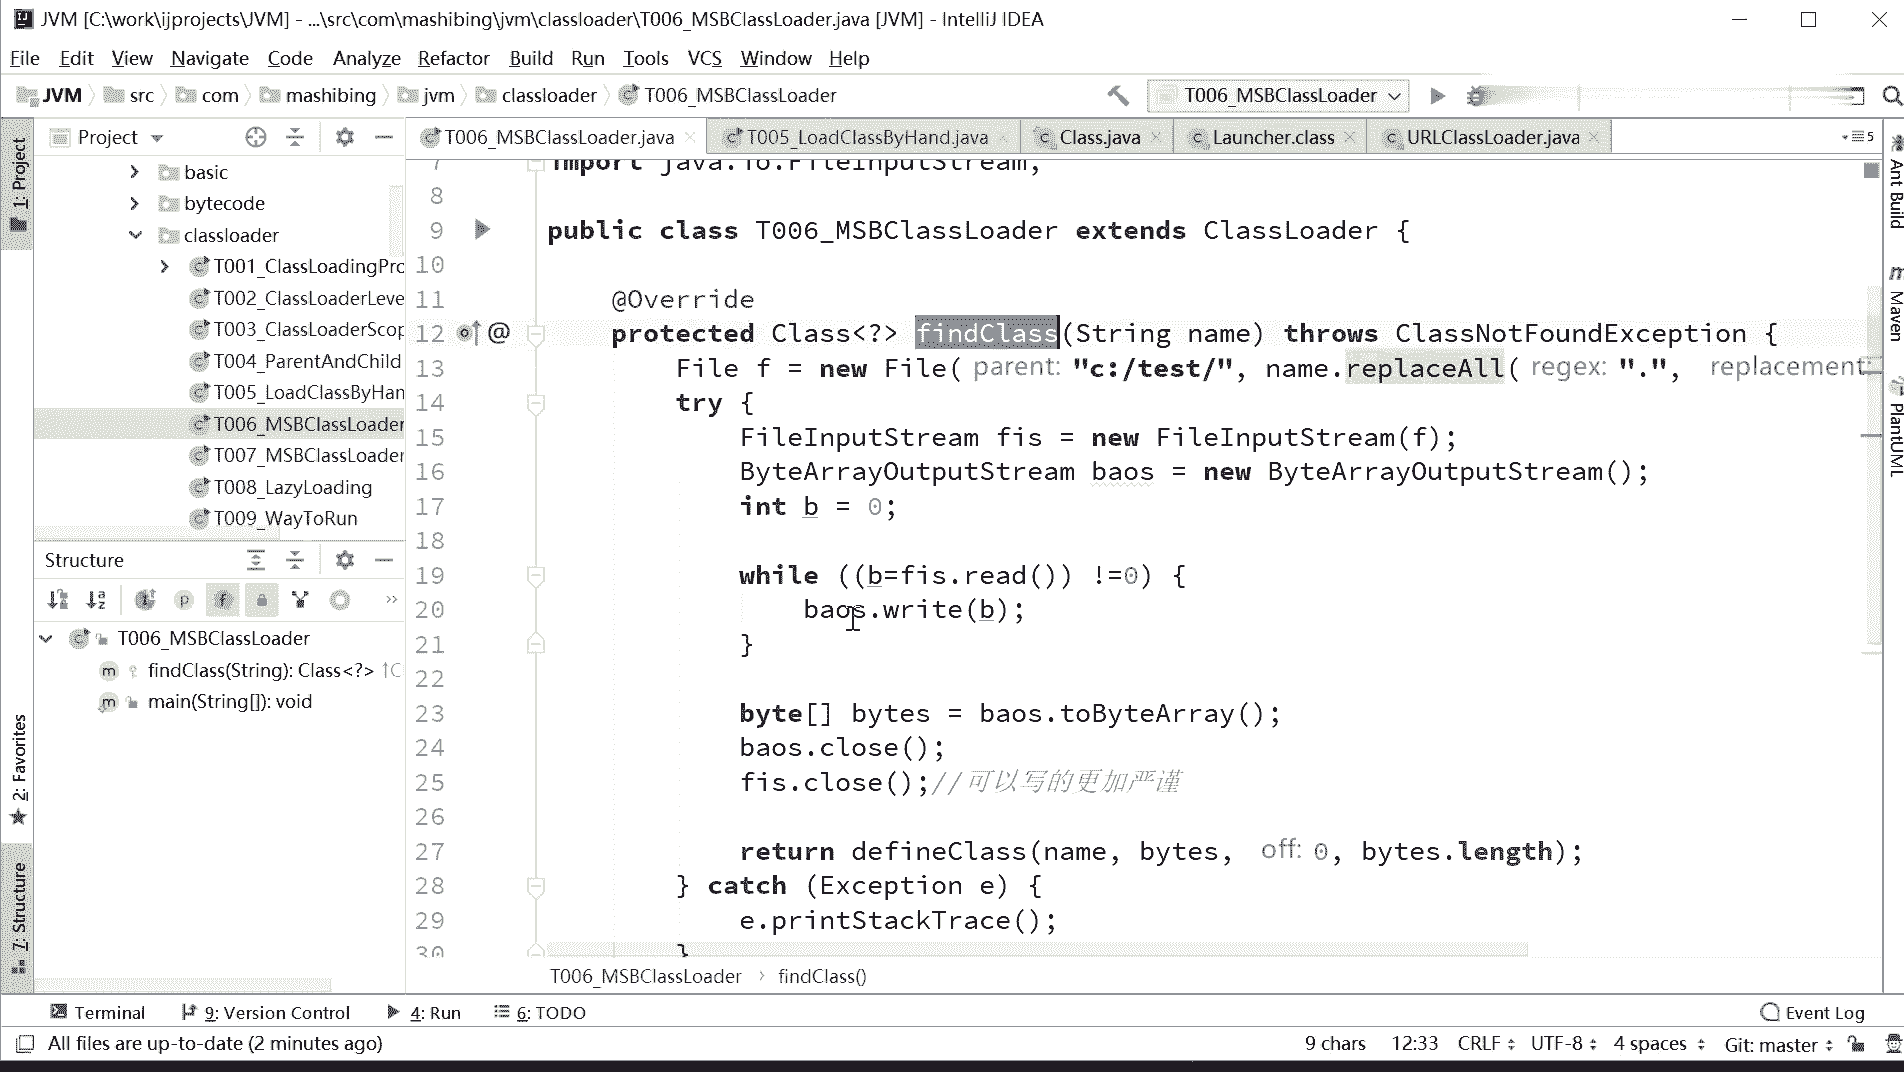 JVM [C:\work\ijprojects\JVM] - ...\src\com\mashibing\jvm\classloader\T006_MSBClassLoader.java [JVM] - IntelliJ IDEA
File Edit View Navigate Code Analyze Refactor Build Run Tools VCS Window Help
JVM src com mashibing jvm classloader T006_MSBClassLoader
T006_MSBClassLoader
1: Project
Project
basic
bytecode
classloader
T001_ClassLoadingPro
T002_ClassLoaderLeve
T003_ClassLoaderScop
T004_ParentAndChild
T005_LoadClassByHan
T006_MSBClassLoader
T007_MSBClassLoader
T008_LazyLoading
T009_WayToRun
Structure
T006_MSBClassLoader
findClass(String): Class<?> ↑C
main(String[]): void
2: Favorites
7: Structure
T006_MSBClassLoader.java T005_LoadClassByHand.java Class.java Launcher.class URLClassLoader.java 5
7 import java.io.FileInputStream;
8
9 public class T006_MSBClassLoader extends ClassLoader {
10
11 @Override
12 protected Class<?> findClass(String name) throws ClassNotFoundException {
13 File f = new File( parent: "c:/test/", name.replaceAll( regex: ".", replacement:
14 try {
15 FileInputStream fis = new FileInputStream(f);
16 ByteArrayOutputStream baos = new ByteArrayOutputStream();
17 int b = 0;
18
19 while ((b=fis.read()) !=0) {
20 baos.write(b);
21 }
22
23 byte[] bytes = baos.toByteArray();
24 baos.close();
25 fis.close();//可以写的更加严谨
26
27 return defineClass(name, bytes, off: 0, bytes.length);
28 } catch (Exception e) {
29 e.printStackTrace();
30 }
T006_MSBClassLoader findClass()
Ant Build
Maven
PlantUML
Terminal 9: Version Control 4: Run 6: TODO Event Log
All files are up-to-date (2 minutes ago) 9 chars 12:33 CRLF UTF-8 4 spaces Git: master